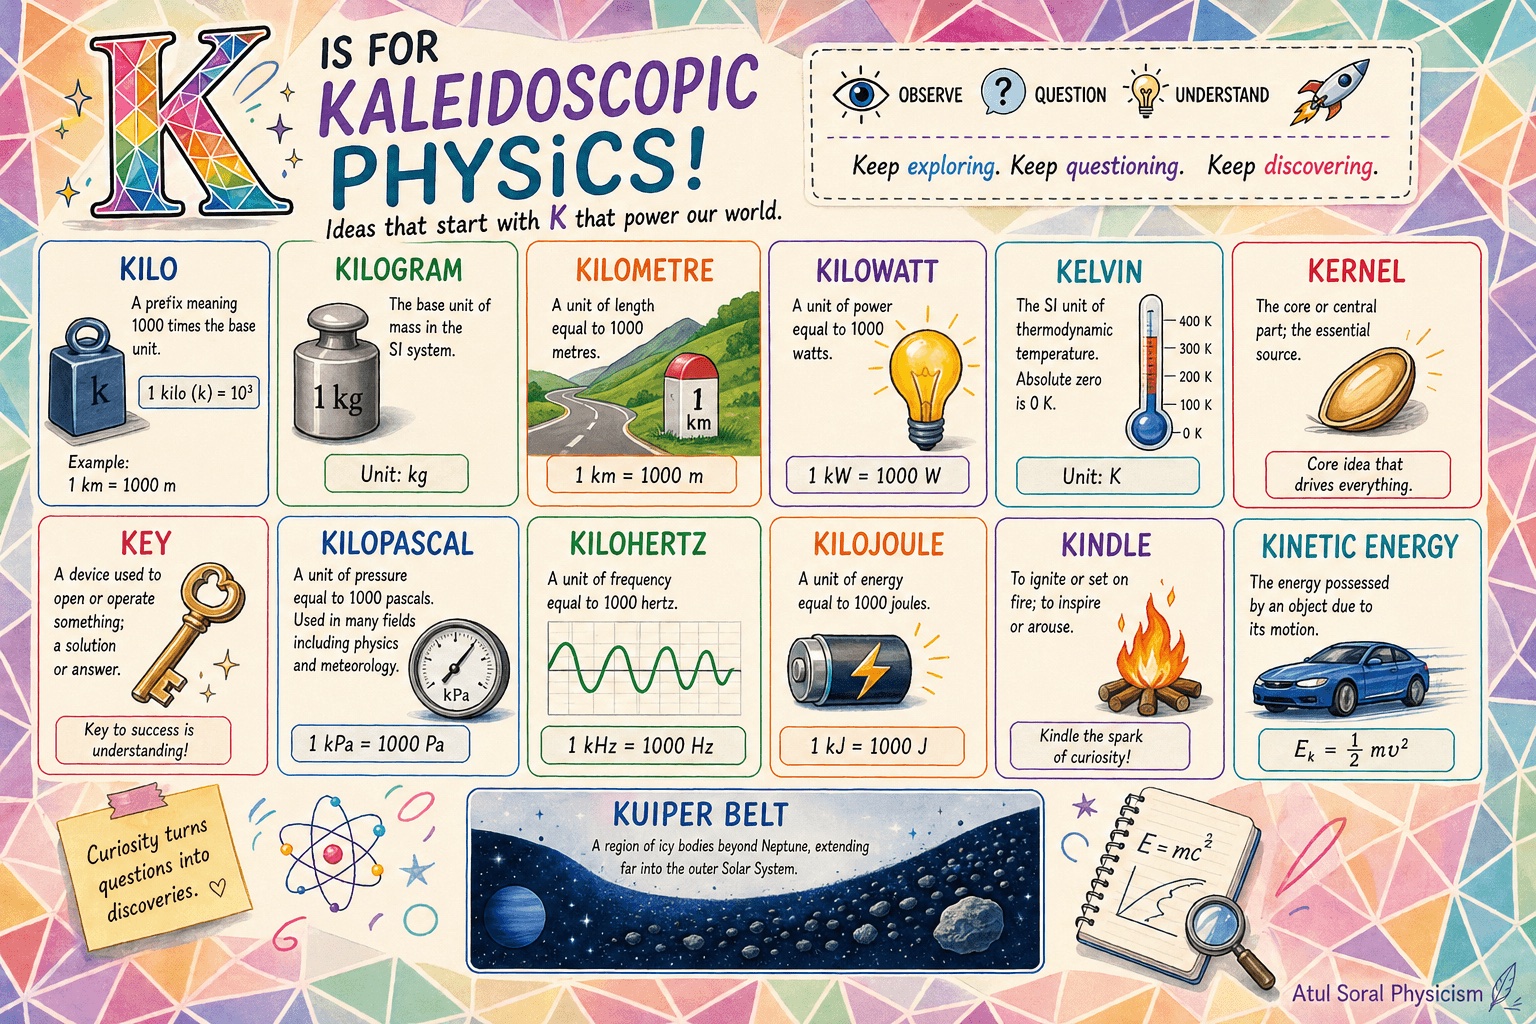 K
IS FOR
KALEIDOSCOPIC
PHYSiCS!
Ideas that start with K that power our world.
OBSERVE
QUESTION
UNDERSTAND
?
Keep exploring. Keep questioning. Keep discovering.
KILO
A prefix meaning
1000 times the base
unit.
k
1 kilo (k) = 10³
Example:
1 km = 1000 m
KILOGRAM
The base unit of
mass in the
SI system.
1 kg
Unit: kg
KILOMETRE
A unit of length
equal to 1000
metres.
1
km
1 km = 1000 m
KILOWATT
A unit of power
equal to 1000
watts.
1 kW = 1000 W
KELVIN
The SI unit of
thermodynamic
temperature.
Absolute zero
is 0 K.
400 K
300 K
200 K
100 K
0 K
Unit: K
KERNEL
The core or central
part; the essential
source.
Core idea that
drives everything.
KEY
A device used to
open or operate
something;
a solution
or answer.
Key to success is
understanding!
KILOPASCAL
A unit of pressure
equal to 1000 pascals.
Used in many fields
including physics
and meteorology.
kPa
1 kPa = 1000 Pa
KILOHERTZ
A unit of frequency
equal to 1000 hertz.
1 kHz = 1000 Hz
KILOJOULE
A unit of energy
equal to 1000 joules.
1 kJ = 1000 J
KINDLE
To ignite or set on
fire; to inspire
or arouse.
Kindle the spark
of curiosity!
KINETIC ENERGY
The energy possessed
by an object due to
its motion.
Eₖ = 1/2 mv²
Curiosity turns
questions into
discoveries. ♡
KUIPER BELT
A region of icy bodies beyond Neptune, extending
far into the outer Solar System.
E = mc²
Atul Soral Physicism